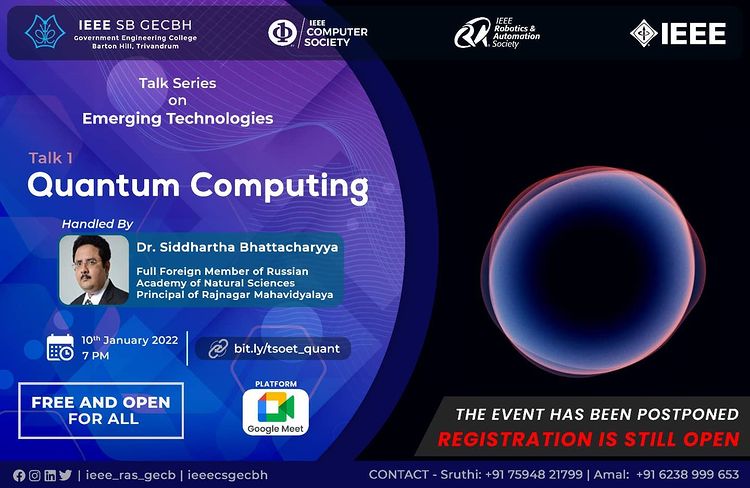 IEEE SB GECBH
Government Engineering College
Barton Hill, Trivandrum
IEEE
COMPUTER
SOCIETY
IEEE
Robotics &
Automation
Society
IEEE
Talk Series
on
Emerging Technologies
Talk 1
Quantum Computing
Handled By
Dr. Siddhartha Bhattacharyya
Full Foreign Member of Russian
Academy of Natural Sciences
Principal of Rajnagar Mahavidyalaya
10th January 2022
7 PM
bit.ly/tsoet_quant
FREE AND OPEN
FOR ALL
PLATFORM
Google Meet
THE EVENT HAS BEEN POSTPONED
REGISTRATION IS STILL OPEN
| ieee_ras_gecb | ieeecsgecbh
CONTACT - Sruthi: +91 75948 21799 | Amal: +91 6238 999 653